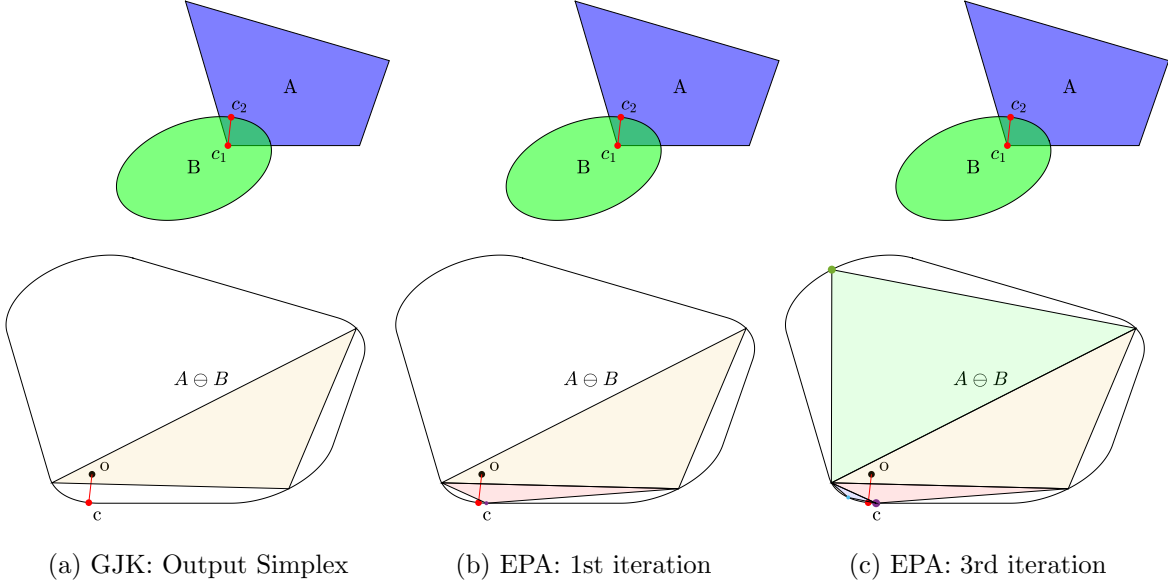 A
c₂
c₁
B
A
c₂
c₁
B
A
c₂
c₁
B
A ⊖ B
o
c
A ⊖ B
o
c
A ⊖ B
o
c
(a) GJK: Output Simplex
(b) EPA: 1st iteration
(c) EPA: 3rd iteration